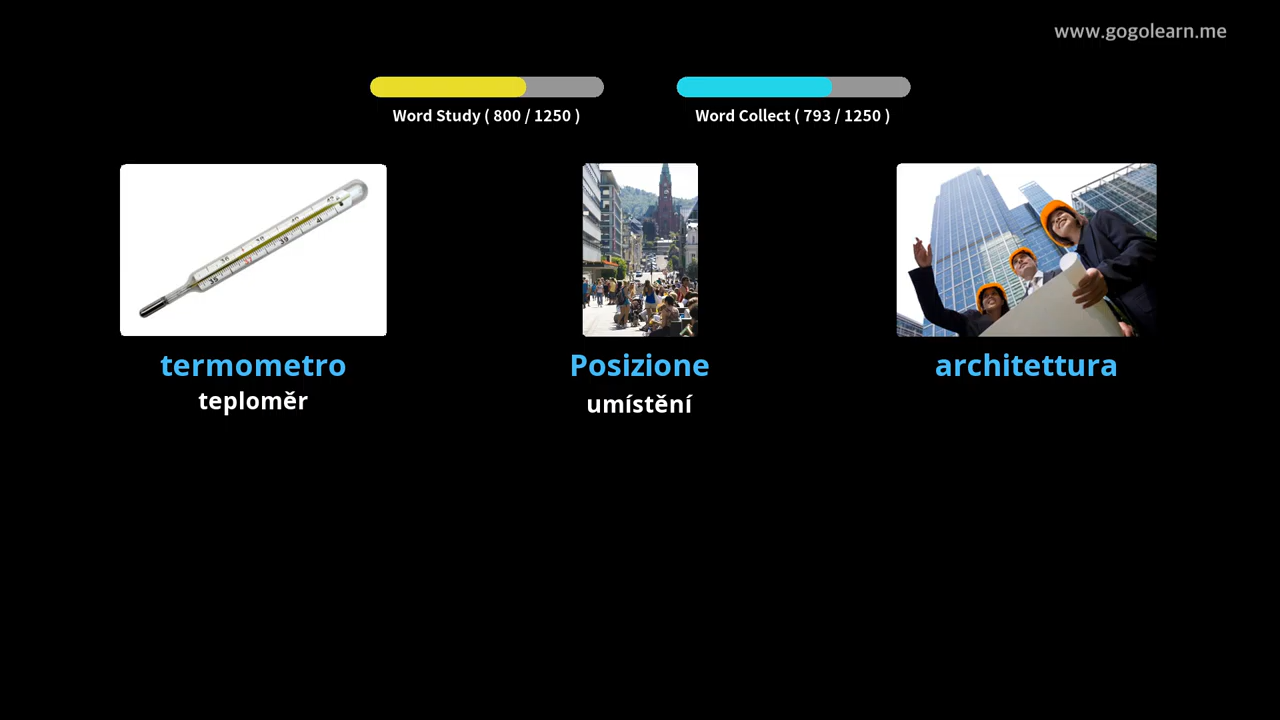 www.gogolearn.me
Word Study ( 800 / 1250 )
Word Collect ( 793 / 1250 )
termometro
teploměr
Posizione
umístění
architettura